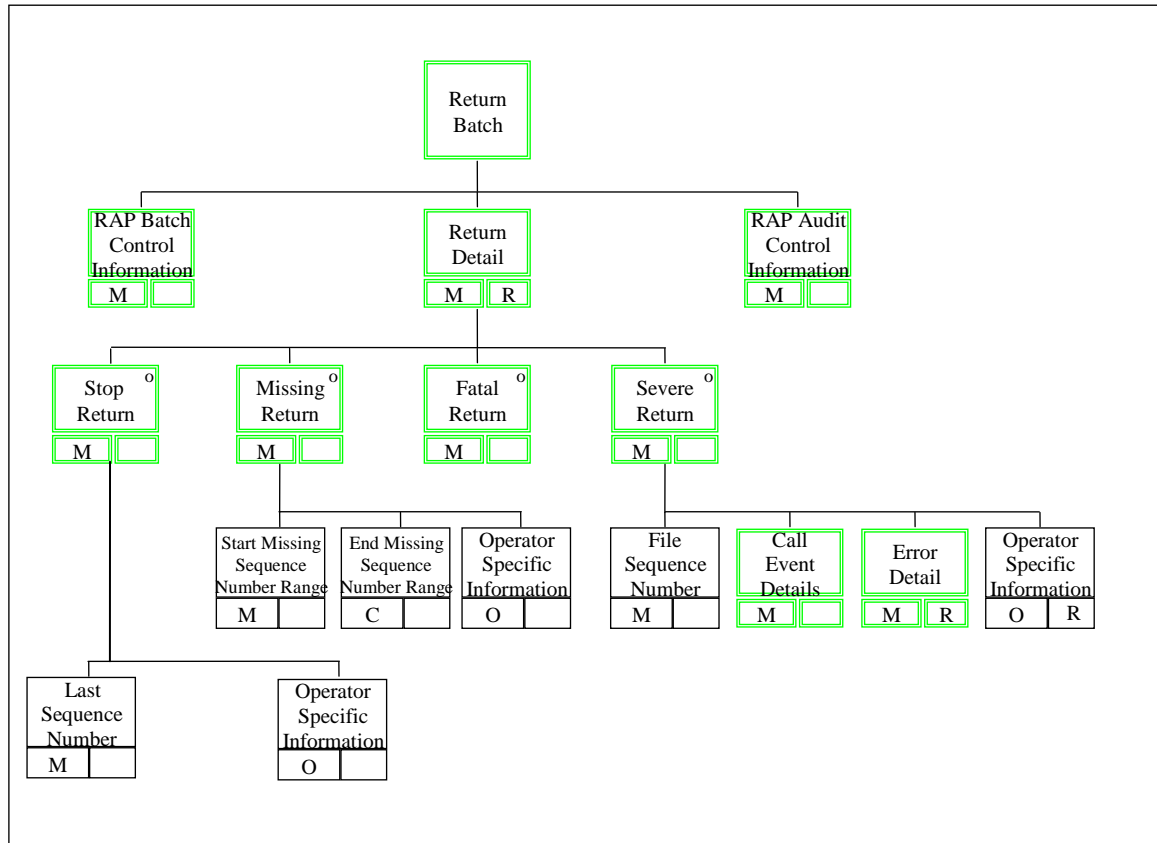 Return
Batch
RAP Batch
Control
Information
M
Return
Detail
M R
RAP Audit
Control
Information
M
Stop
Return
o
M
Missing
Return
o
M
Fatal
Return
o
M
Severe
Return
o
M
Start Missing
Sequence
Number Range
M
End Missing
Sequence
Number Range
C
Operator
Specific
Information
O
File
Sequence
Number
M
Call
Event
Details
M
Error
Detail
M R
Operator
Specific
Information
O R
Last
Sequence
Number
M
Operator
Specific
Information
O